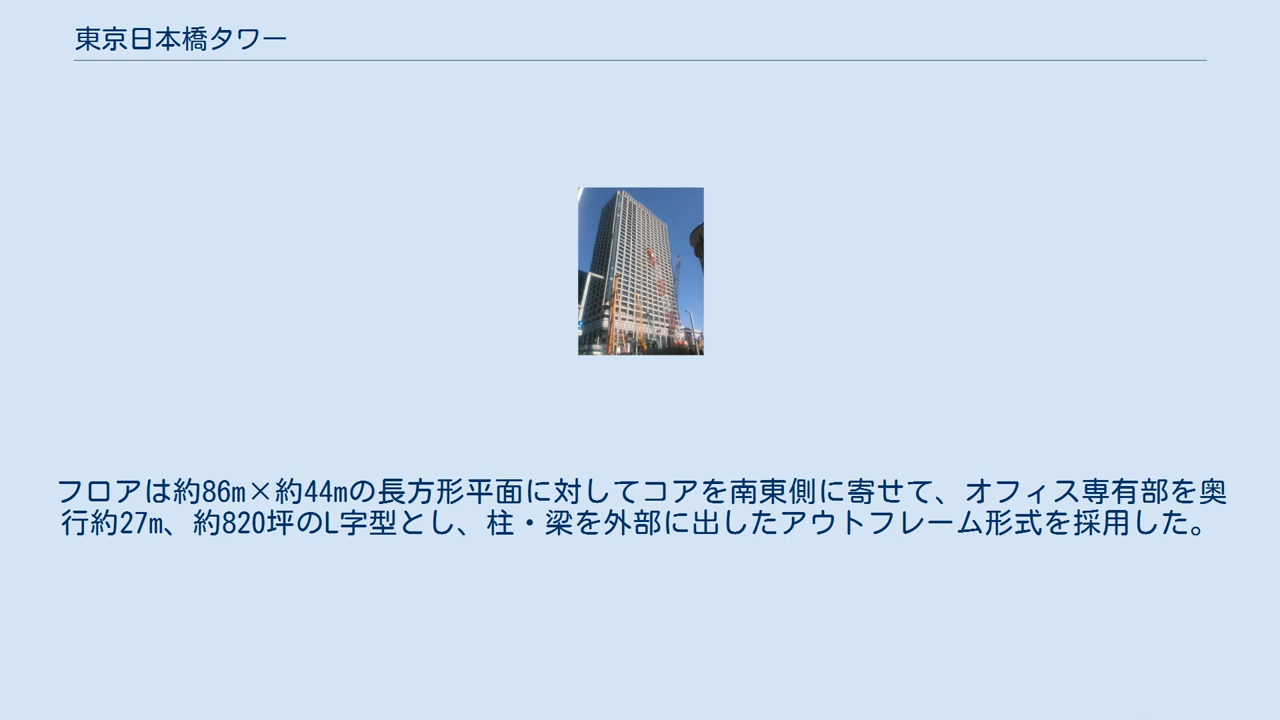 東京日本橋タワー
フロアは約86m×約44mの長方形平面に対してコアを南東側に寄せて、オフィス専有部を奥
行約27m、約820坪のL字型とし、柱・梁を外部に出したアウトフレーム形式を採用した。